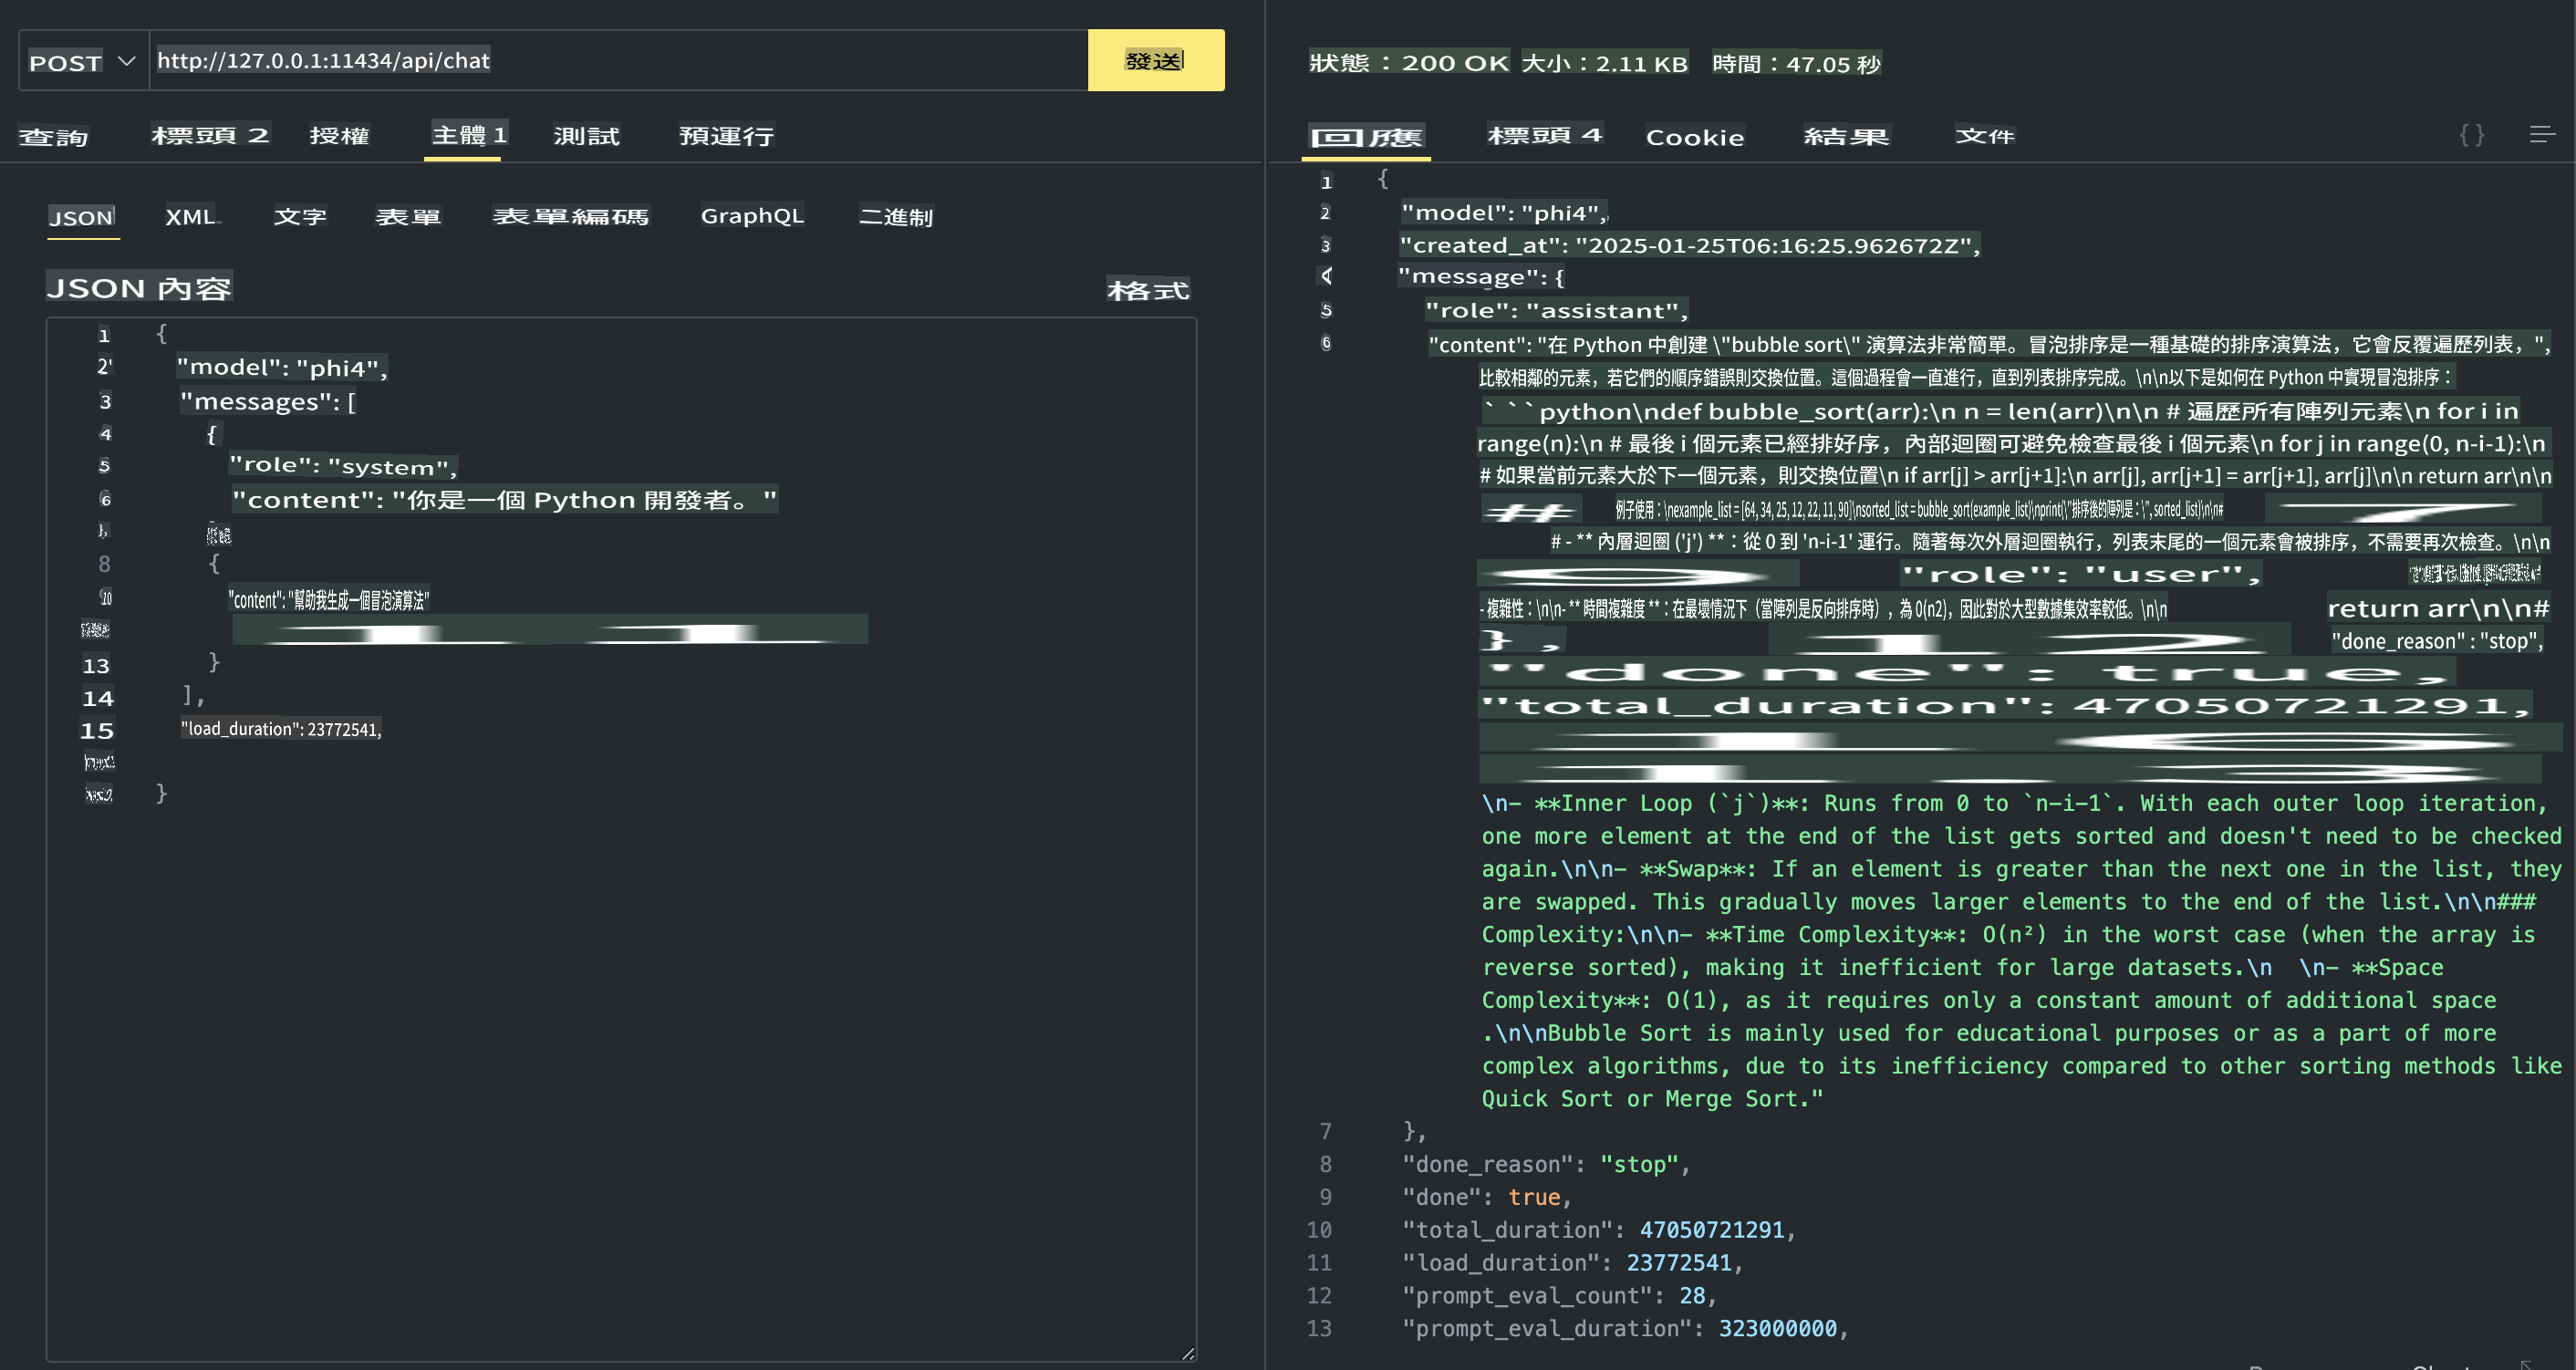 POST http://127.0.0.1:11434/api/chat 發送
查詢 標頭 2 授權 主體 1 測試 預運行
JSON XML 文字 表單 表單編碼 GraphQL 二進制
JSON 內容 格式
1 {
2 "model": "phi4",
3 "messages": [
4 {
5 "role": "system",
6 "content": "你是一個 Python 開發者。"
},
8 {
10 "content": "幫助我生成一個冒泡演算法"
13 }
14 ],
15 "load_duration": 23772541,
}
狀態：200 OK 大小：2.11 KB 時間：47.05 秒
回應 標頭 4 Cookie 結果 文件 {}
1 {
2 "model": "phi4",
3 "created_at": "2025-01-25T06:16:25.962672Z",
4 "message": {
5 "role": "assistant",
6 "content": "在 Python 中創建 \"bubble sort\" 演算法非常簡單。冒泡排序是一種基礎的排序演算法，它會反覆遍歷列表，",
比較相鄰的元素，若它們的順序錯誤則交換位置。這個過程會一直進行，直到列表排序完成。\n\n以下是如何在 Python 中實現冒泡排序：
```python\ndef bubble_sort(arr):\n n = len(arr)\n\n # 遍歷所有陣列元素\n for i in
range(n):\n # 最後 i 個元素已經排好序，內部迴圈可避免檢查最後 i 個元素\n for j in range(0, n-i-1):\n
# 如果當前元素大於下一個元素，則交換位置\n if arr[j] > arr[j+1]:\n arr[j], arr[j+1] = arr[j+1], arr[j]\n\n return arr\n\n
# 例子使用：\nexample_list = [64, 34, 25, 12, 22, 11, 90]\nsorted_list = bubble_sort(example_list)\nprint(\"排序後的陣列是：\", sorted_list)\n\n# 7
# - ** 內層迴圈 ('j') **：從 0 到 'n-i-1' 運行。隨著每次外層迴圈執行，列表末尾的一個元素會被排序，不需要再次檢查。\n\n
9 "role": "user",
- 複雜性：\n\n- ** 時間複雜度 **：在最壞情況下（當陣列是反向排序時），為 O(n2)，因此對於大型數據集效率較低。\n\n return arr\n\n#
}, 12 "done_reason" : "stop",
"done": true,
"total_duration": 47050721291,
16
13
\n- **Inner Loop (`j`)**: Runs from 0 to `n-i-1`. With each outer loop iteration,
one more element at the end of the list gets sorted and doesn't need to be checked
again.\n\n- **Swap**: If an element is greater than the next one in the list, they
are swapped. This gradually moves larger elements to the end of the list.\n\n###
Complexity:\n\n- **Time Complexity**: O(n²) in the worst case (when the array is
reverse sorted), making it inefficient for large datasets.\n  \n- **Space
Complexity**: O(1), as it requires only a constant amount of additional space
.\n\nBubble Sort is mainly used for educational purposes or as a part of more
complex algorithms, due to its inefficiency compared to other sorting methods like
Quick Sort or Merge Sort."
7 },
8 "done_reason": "stop",
9 "done": true,
10 "total_duration": 47050721291,
11 "load_duration": 23772541,
12 "prompt_eval_count": 28,
13 "prompt_eval_duration": 323000000,